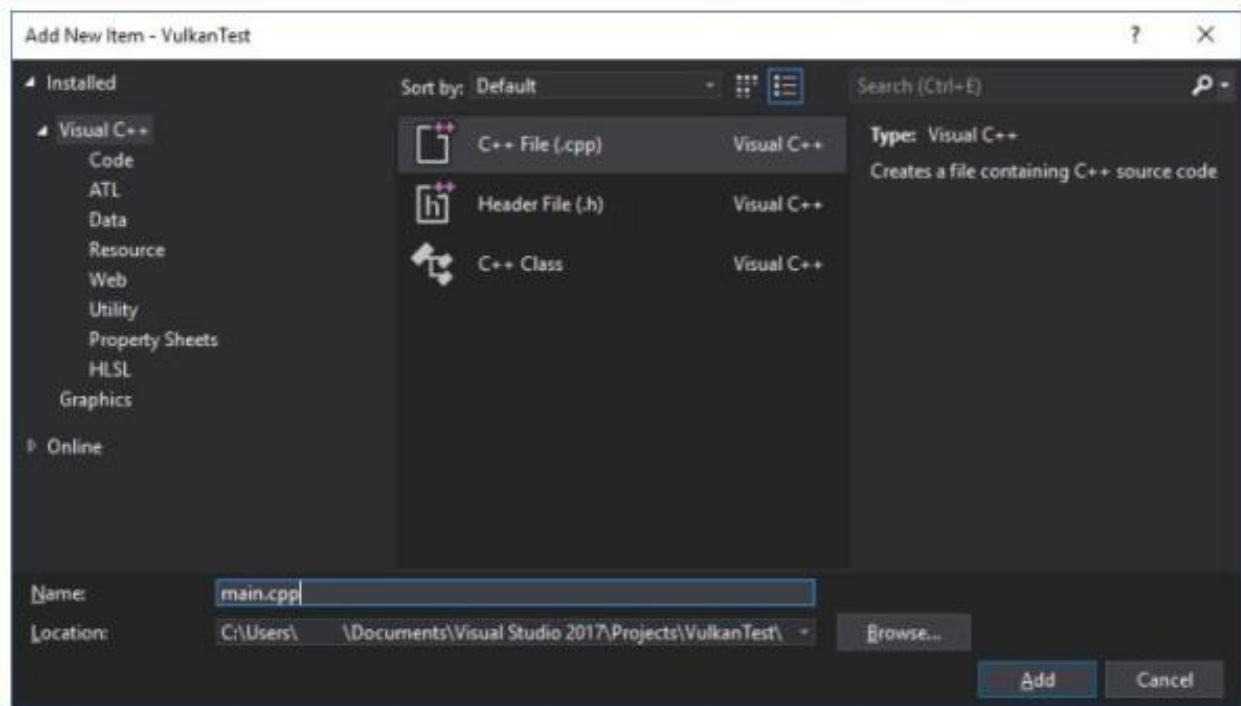 Add New Item - VulkanTest
? ×
Installed
Visual C++
Code
ATL
Data
Resource
Web
Utility
Property Sheets
HLSL
Graphics
Online
Sort by: Default
C++ File (.cpp) Visual C++
Header File (.h) Visual C++
C++ Class Visual C++
Search (Ctrl+E)
Type: Visual C++
Creates a file containing C++ source code
Name: main.cpp
Location: C:\Users\ \Documents\Visual Studio 2017\Projects\VulkanTest\
Browse...
Add Cancel